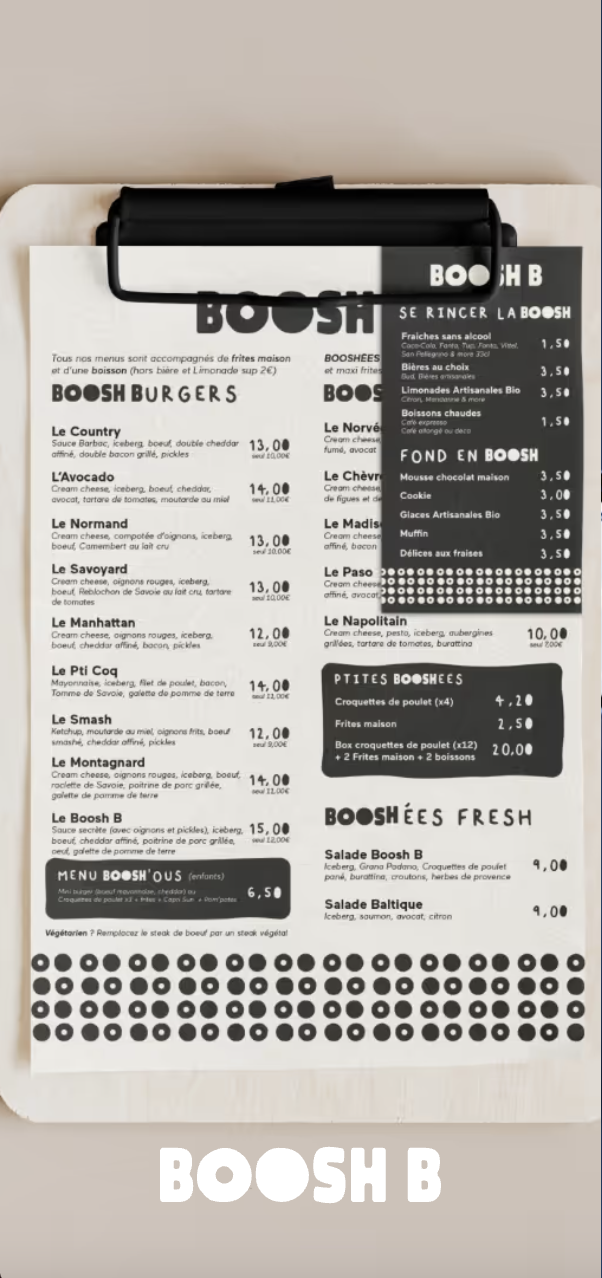 BOOSH
Tous nos menus sont accompagnés de frites maison
et d'une boisson (hors bière et Limonade sup 2€)
BOOSH BURGERS
Le Country
Sauce Barbac, iceberg, boeuf, double cheddar
affiné, double bacon grillé, pickles
13,00
seul 10,00€
L'Avocado
Cream cheese, iceberg, boeuf, cheddar,
avocat, tartare de tomates, moutarde au miel
14,00
seul 11,00€
Le Normand
Cream cheese, compotée d'oignons, iceberg,
boeuf, Camembert au lait cru
13,00
seul 10,00€
Le Savoyard
Cream cheese, oignons rouges, iceberg,
boeuf, Reblochon de Savoie au lait cru, tartare
de tomates
13,00
seul 10,00€
Le Manhattan
Cream cheese, oignons rouges, iceberg,
boeuf, cheddar affiné, bacon, pickles
12,00
seul 9,00€
Le Pti Coq
Mayonnaise, iceberg, filet de poulet, bacon,
Tomme de Savoie, galette de pomme de terre
14,00
seul 11,00€
Le Smash
Ketchup, moutarde au miel, oignons frits, boeuf
smashé, cheddar affiné, pickles
12,00
seul 9,00€
Le Montagnard
Cream cheese, oignons rouges, iceberg, boeuf,
raclette de Savoie, poitrine de porc grillée,
galette de pomme de terre
14,00
seul 11,00€
Le Boosh B
Sauce secrète (avec oignons et pickles), iceberg,
boeuf, cheddar affiné, poitrine de porc grillée,
oeuf, galette de pomme de terre
15,00
seul 12,00€
MENU BOOSH'OUS (enfants)
Mini burger (boeuf mayonnaise, cheddar) ou
Croquettes de poulet x3 + frites + Capri Sun + Pom'potes
6,50
Végétarien ? Remplacez le steak de boeuf par un steak végétal
BOOSHÉES
et maxi frites
BOOS
Le Norvé
Cream cheese,
fumé, avocat
Le Chèvr
Cream cheese,
de figues et de
Le Madis
Cream cheese
affiné, bacon
Le Paso
Cream cheese
affiné, avocat,
Le Napolitain
Cream cheese, pesto, iceberg, aubergines
grillées, tartare de tomates, burattina
10,00
seul 7,00€
PTITES BOOSHEES
Croquettes de poulet (x4) 4,20
Frites maison 2,50
Box croquettes de poulet (x12)
+ 2 Frites maison + 2 boissons
20,00
BOOSHÉES FRESH
Salade Boosh B
Iceberg, Grana Padano, Croquettes de poulet
pané, burattina, croutons, herbes de provence
9,00
Salade Baltique
Iceberg, saumon, avocat, citron
9,00
BOOSH B
SE RINCER LA BOOSH
Fraiches sans alcool
Coca-Cola, Fanta, 7up, Fanta, Vittel,
San Pellegrino & more 33cl
1,50
Bières au choix
Bud, Bières artisanales
3,50
Limonades Artisanales Bio
Citron, Mandarine & more
3,50
Boissons chaudes
Café expresso
Café allongé ou deca
1,50
FOND EN BOOSH
Mousse chocolat maison 3,50
Cookie 3,00
Glaces Artisanales Bio 3,50
Muffin 3,50
Délices aux fraises 3,50
BOOSH B